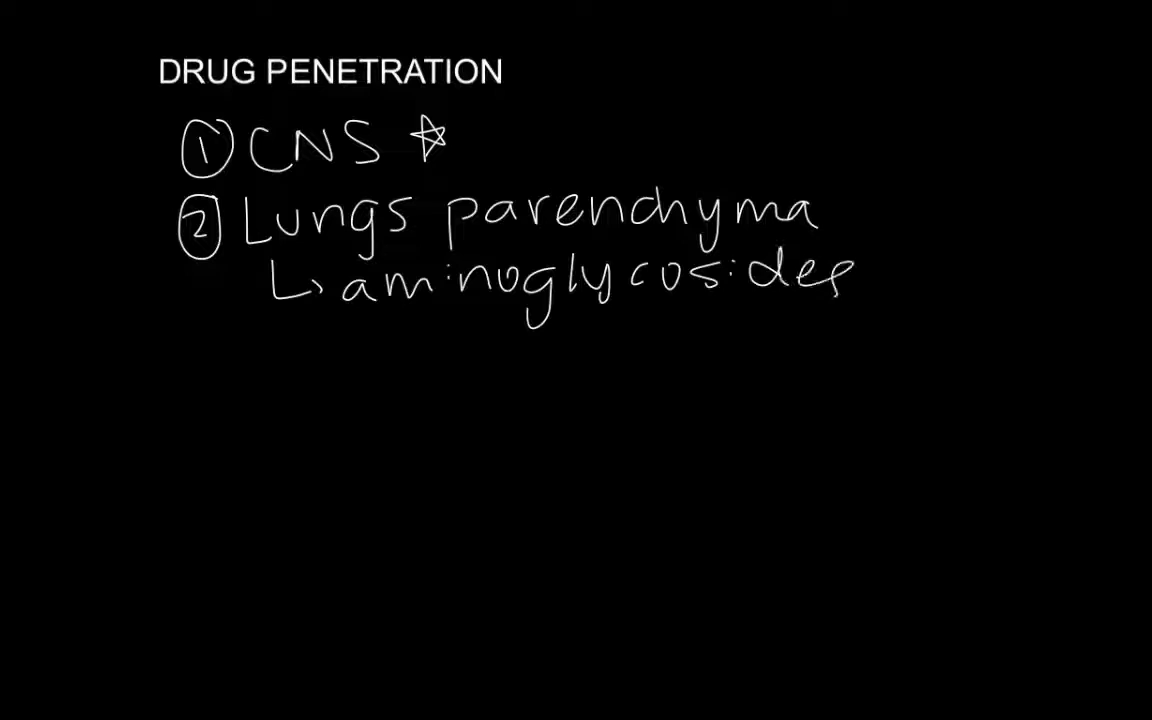 DRUG PENETRATION
① CNS ☆
② Lungs parenchyma
↳ aminoglycosides